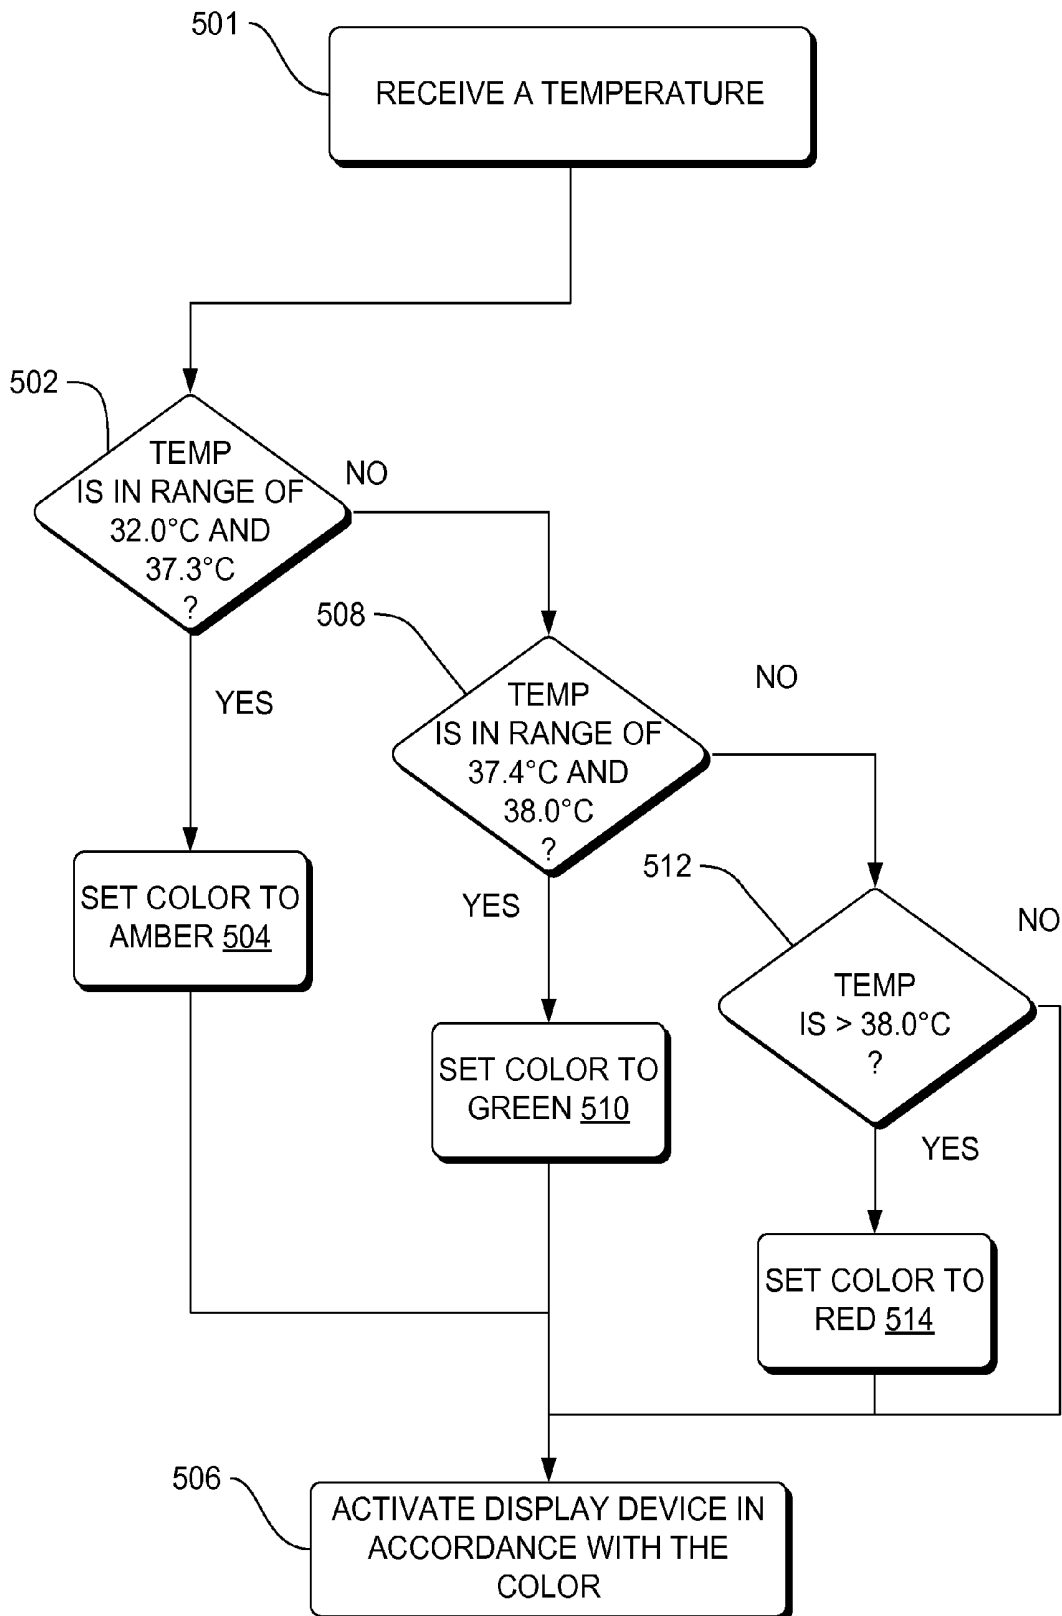 501
RECEIVE A TEMPERATURE
502
TEMP
IS IN RANGE OF
32.0°C AND
37.3°C
?
NO
YES
508
TEMP
IS IN RANGE OF
37.4°C AND
38.0°C
?
NO
YES
512
TEMP
IS > 38.0°C
?
NO
YES
SET COLOR TO
AMBER 504
SET COLOR TO
GREEN 510
SET COLOR TO
RED 514
506
ACTIVATE DISPLAY DEVICE IN
ACCORDANCE WITH THE
COLOR